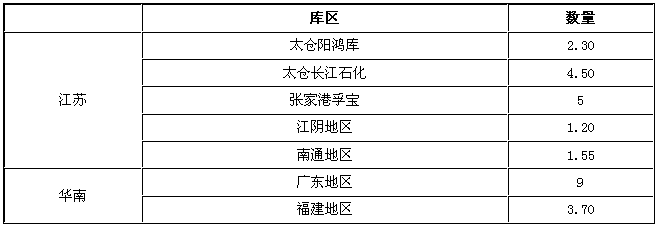 库区 数量
江苏 太仓阳鸿库 2.30
太仓长江石化 4.50
张家港孚宝 5
江阴地区 1.20
南通地区 1.55
华南 广东地区 9
福建地区 3.70